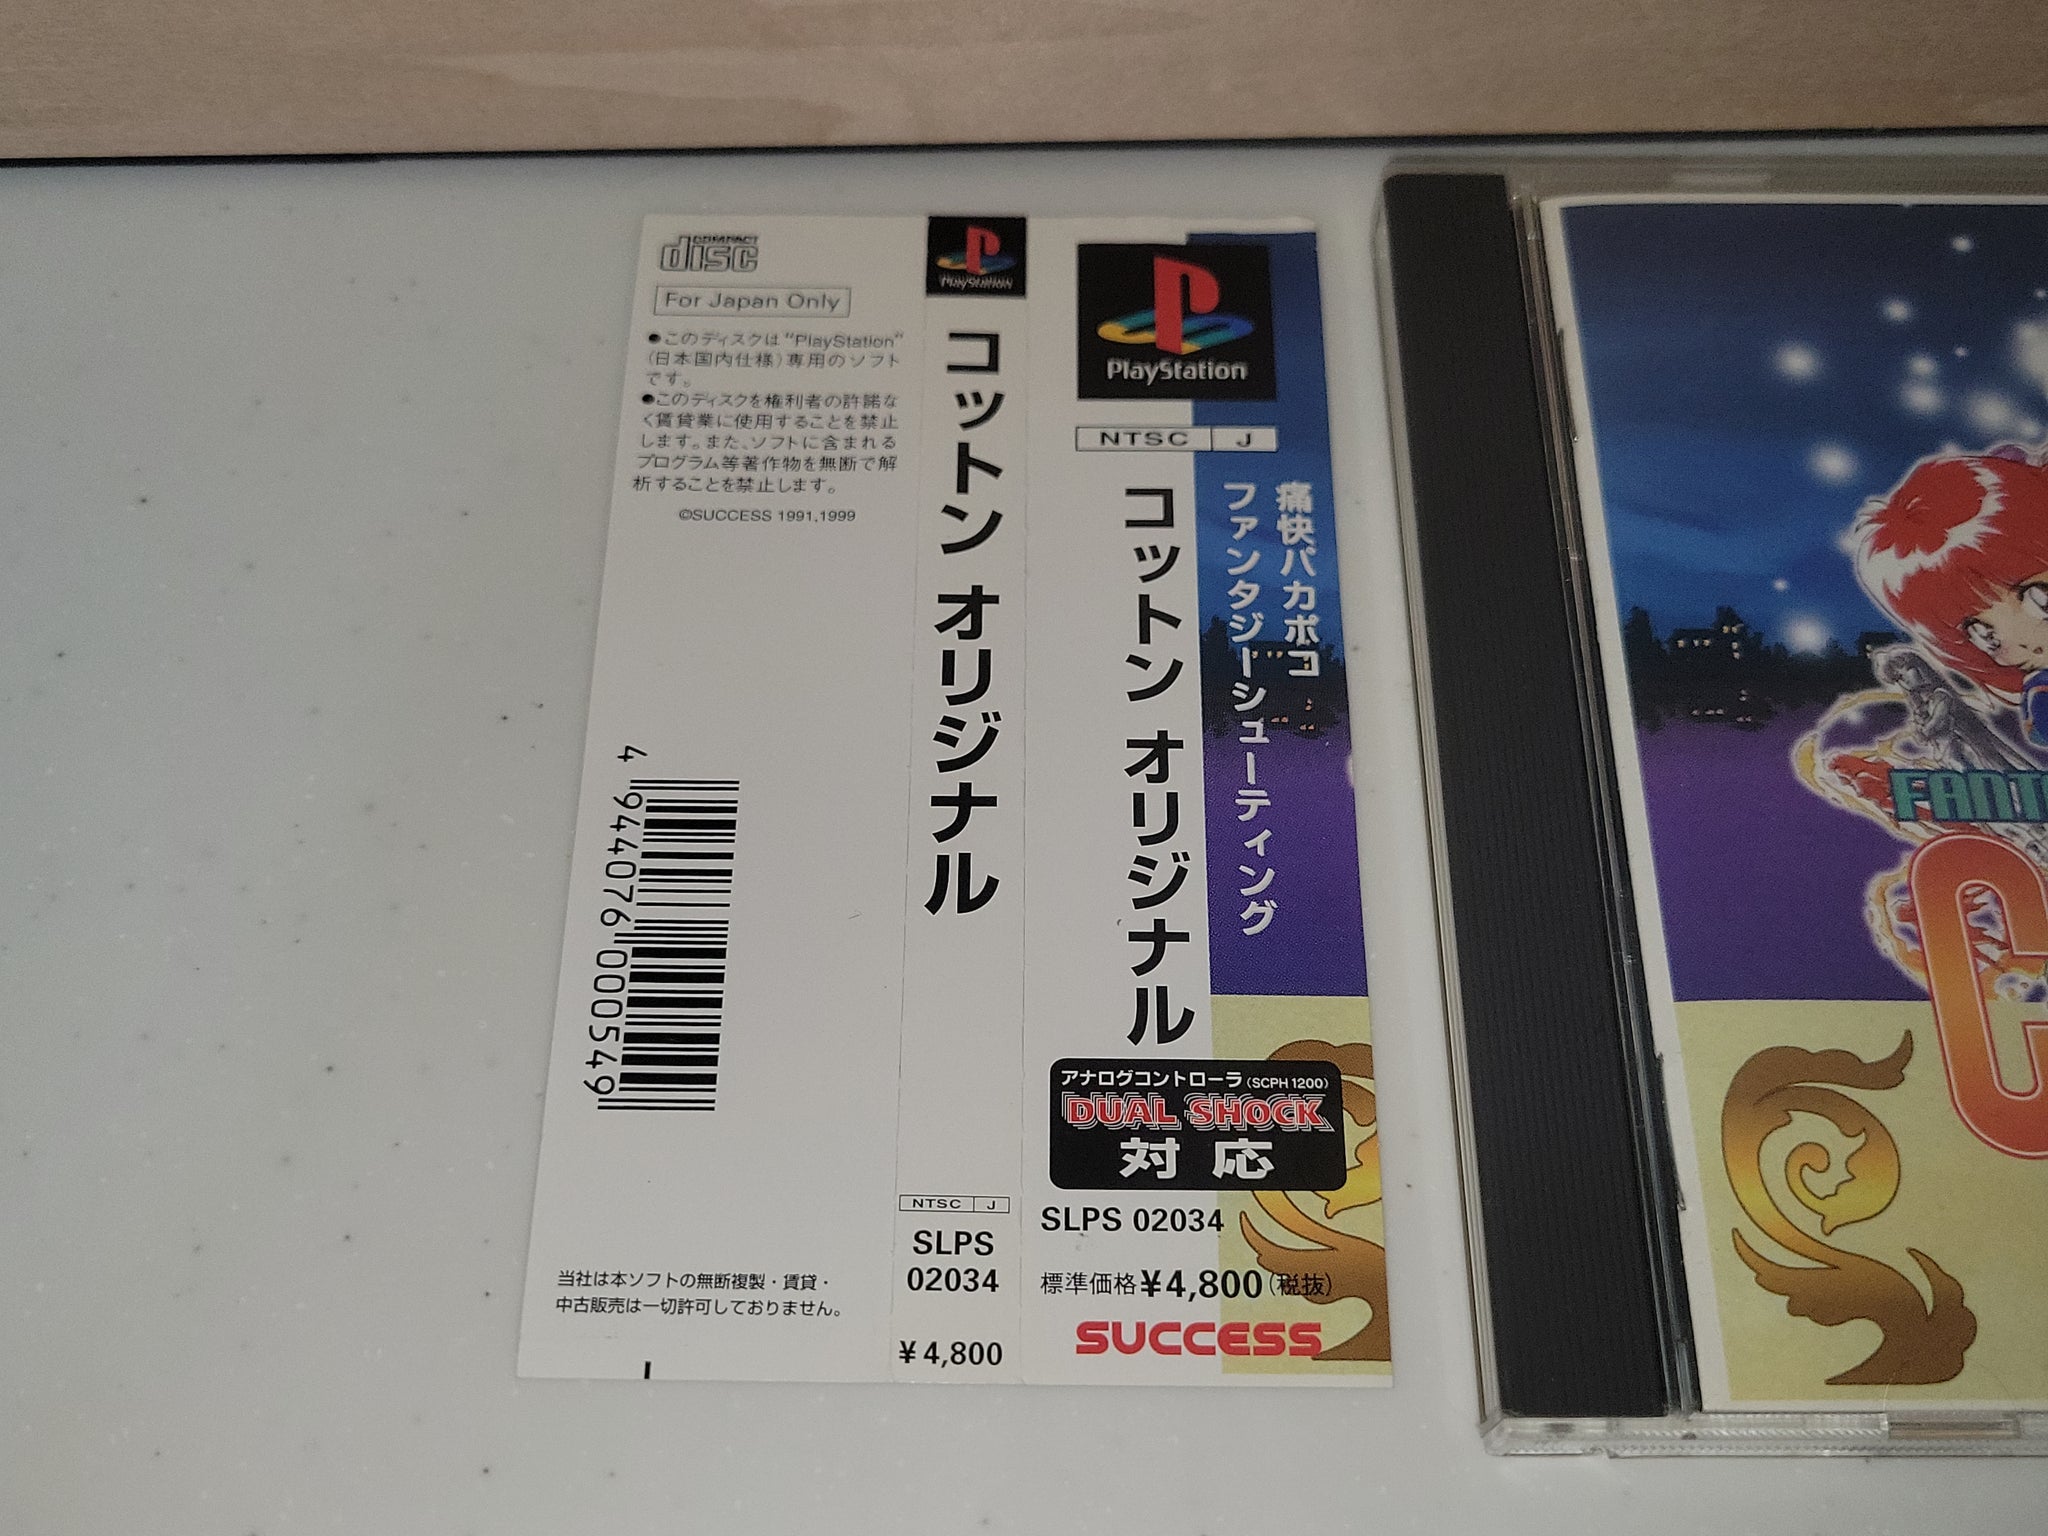 COMPACT
disc
For Japan Only
●このディスクは"PlayStation"
(日本国内仕様)専用のソフト
です。
●このディスクを権利者の許諾な
く賃貸業に使用することを禁止
します。また、ソフトに含まれる
プログラム等著作物を無断で解
析することを禁止します。
©SUCCESS 1991,1999
4 944076 000549
当社は本ソフトの無断複製・賃貸・
中古販売は一切許可しておりません。
PlayStation
コットン オリジナル
NTSC J
SLPS
02034
¥4,800
PlayStation
NTSC J
痛快パカポコ
ファンタジーシューティング
コットン オリジナル
アナログコントローラ(SCPH 1200)
DUAL SHOCK
対応
SLPS 02034
標準価格¥4,800(税抜)
SUCCESS
FANT
C